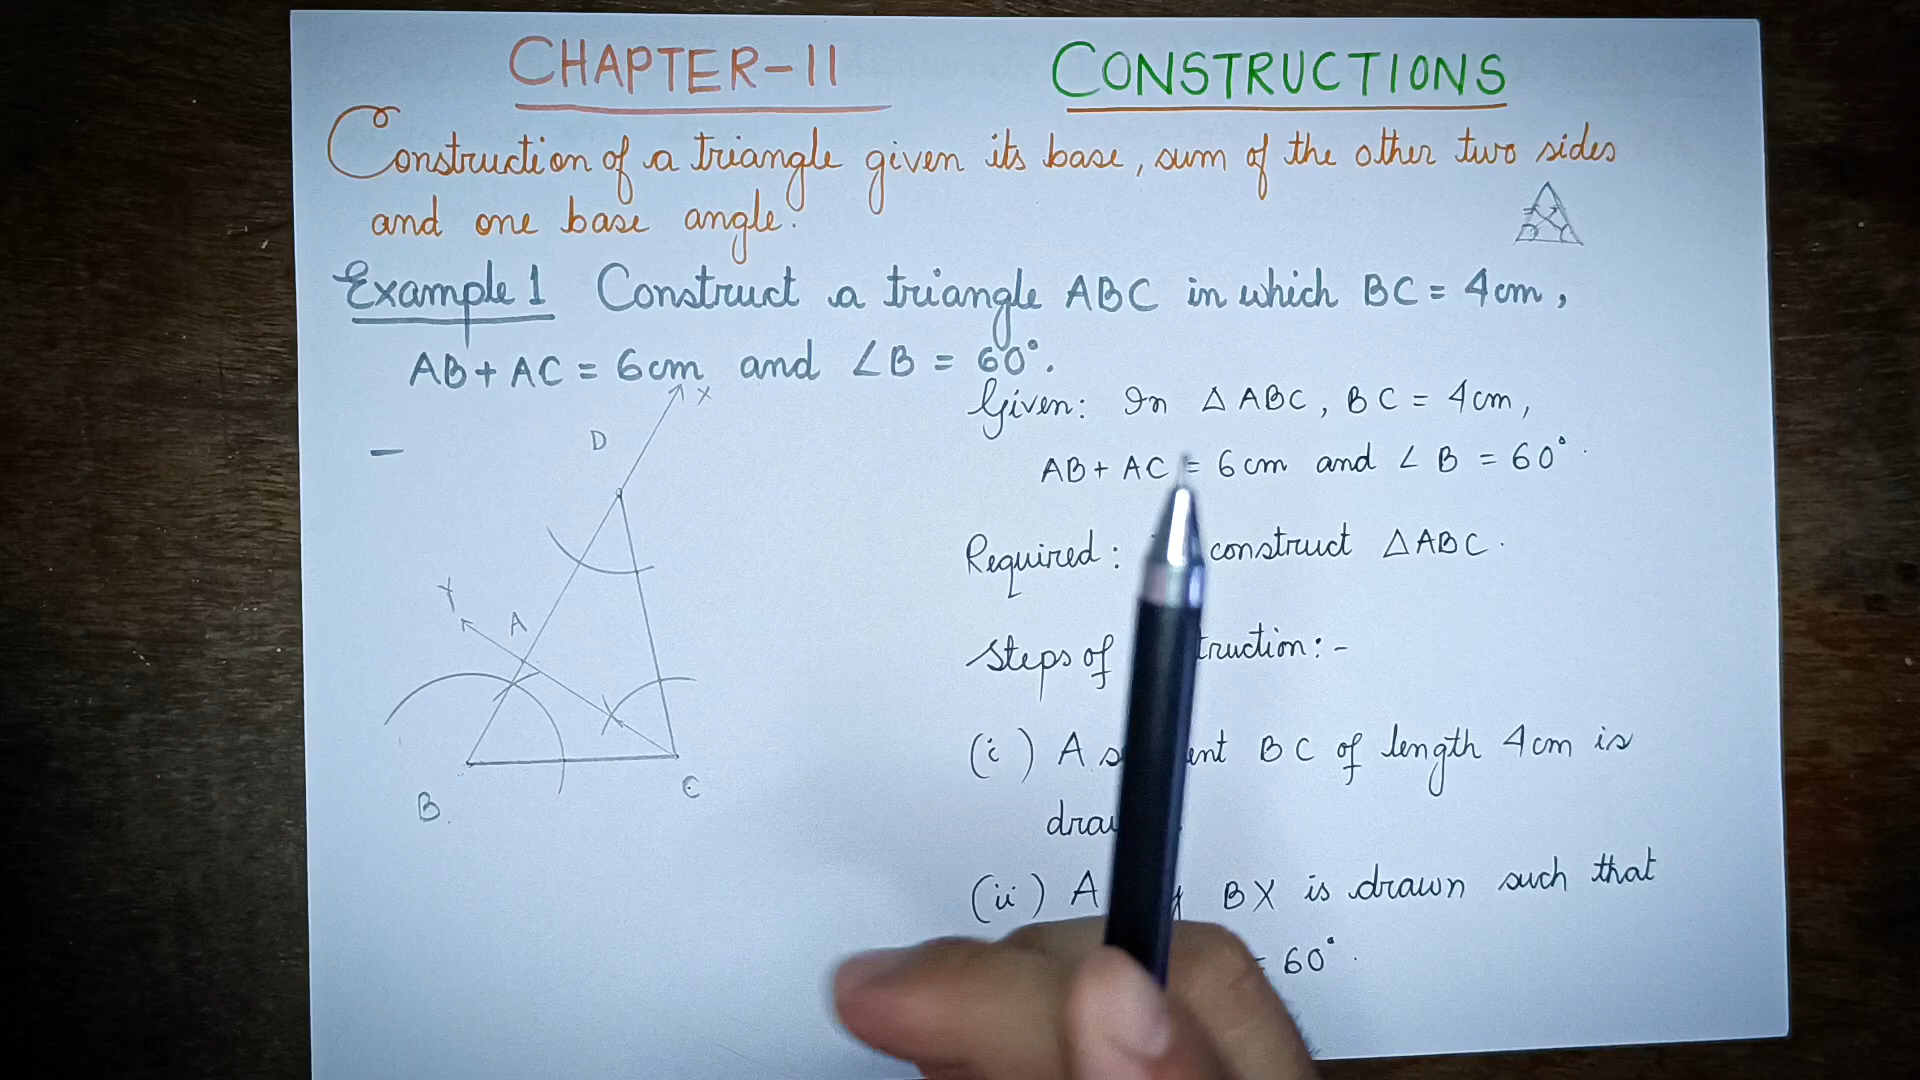 CHAPTER-11 CONSTRUCTIONS
Construction of a triangle given its base, sum of the other two sides
and one base angle.
Example 1 Construct a triangle ABC in which BC = 4cm,
AB + AC = 6cm and ∠B = 60°.
X
D
Y
A
B
C
Given: In △ABC, BC = 4cm,
AB + AC = 6cm and ∠B = 60°.
Required: construct △ABC.
Steps of
(i) A BC of length 4cm is
(ii) A BX is drawn such that
= 60°.